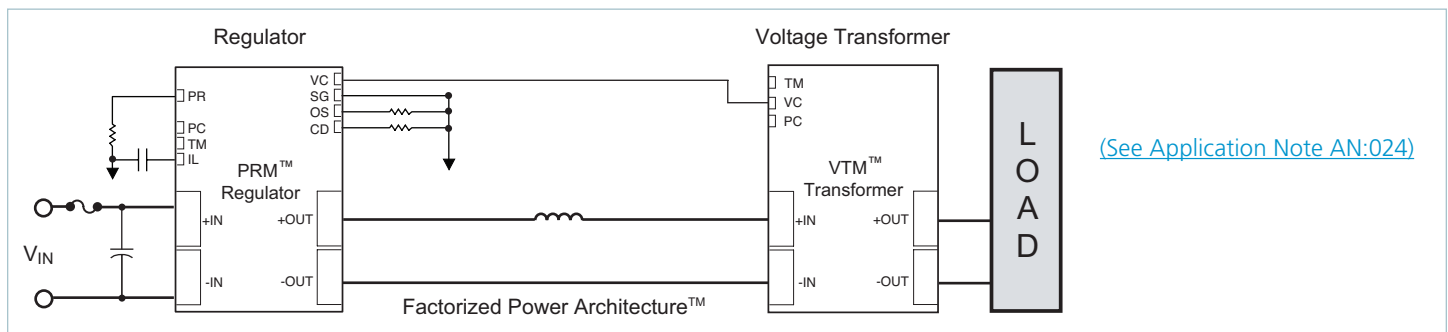 Regulator
Voltage Transformer
PR
PC
TM
IL
VC
SG
OS
CD
PRM™
Regulator
+IN
-IN
+OUT
-OUT
VIN
Factorized Power Architecture™
TM
VC
PC
VTM™
Transformer
+IN
-IN
+OUT
-OUT
L
O
A
D
(See Application Note AN:024)